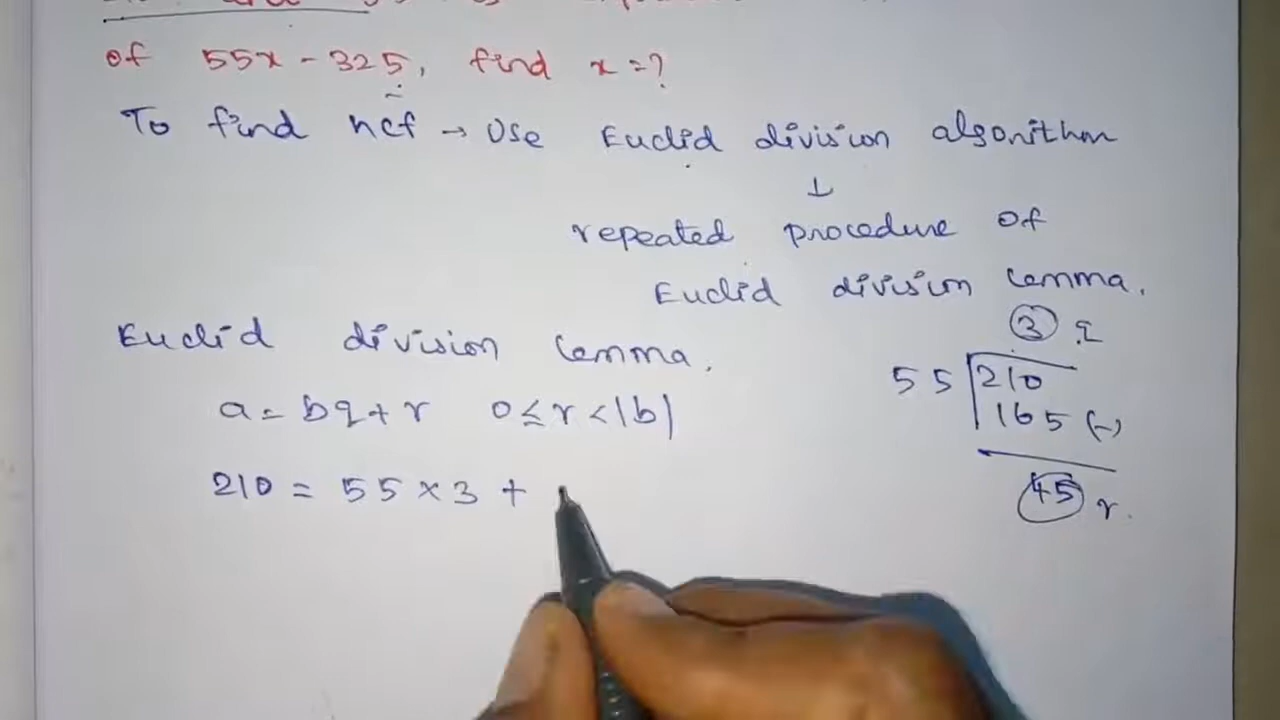 of 55x - 325, find x=?
To find hcf → Use Euclid division algorithm
↓
repeated procedure of
Euclid division lemma.
Euclid division lemma.
a = bq + r 0 ≤ r < |b|
210 = 55 × 3 +
3 q
55 210
165 (-)
45 r.